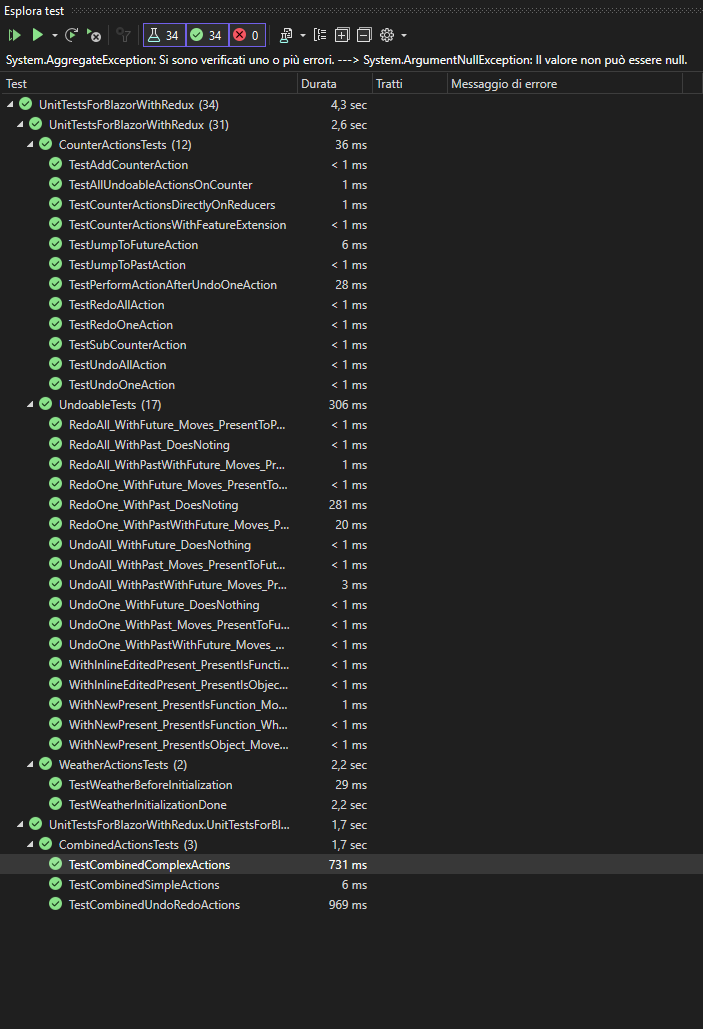 Esplora test
34 34 0
System.AggregateException: Si sono verificati uno o più errori. ---> System.ArgumentNullException: Il valore non può essere null.
Test Durata Tratti Messaggio di errore
UnitTestsForBlazorWithRedux (34) 4,3 sec
UnitTestsForBlazorWithRedux (31) 2,6 sec
CounterActionsTests (12) 36 ms
TestAddCounterAction < 1 ms
TestAllUndoableActionsOnCounter 1 ms
TestCounterActionsDirectlyOnReducers 1 ms
TestCounterActionsWithFeatureExtension < 1 ms
TestJumpToFutureAction 6 ms
TestJumpToPastAction < 1 ms
TestPerformActionAfterUndoOneAction 28 ms
TestRedoAllAction < 1 ms
TestRedoOneAction < 1 ms
TestSubCounterAction < 1 ms
TestUndoAllAction < 1 ms
TestUndoOneAction < 1 ms
UndoableTests (17) 306 ms
RedoAll_WithFuture_Moves_PresentToP... < 1 ms
RedoAll_WithPast_DoesNoting < 1 ms
RedoAll_WithPastWithFuture_Moves_Pr... 1 ms
RedoOne_WithFuture_Moves_PresentTo... < 1 ms
RedoOne_WithPast_DoesNoting 281 ms
RedoOne_WithPastWithFuture_Moves_P... 20 ms
UndoAll_WithFuture_DoesNothing < 1 ms
UndoAll_WithPast_Moves_PresentToFut... < 1 ms
UndoAll_WithPastWithFuture_Moves_Pr... 3 ms
UndoOne_WithFuture_DoesNothing < 1 ms
UndoOne_WithPast_Moves_PresentToFu... < 1 ms
UndoOne_WithPastWithFuture_Moves_... < 1 ms
WithInlineEditedPresent_PresentIsFuncti... < 1 ms
WithInlineEditedPresent_PresentIsObjec... < 1 ms
WithNewPresent_PresentIsFunction_Mo... 1 ms
WithNewPresent_PresentIsFunction_Wh... < 1 ms
WithNewPresent_PresentIsObject_Move... < 1 ms
WeatherActionsTests (2) 2,2 sec
TestWeatherBeforeInitialization 29 ms
TestWeatherInitializationDone 2,2 sec
UnitTestsForBlazorWithRedux.UnitTestsForBl... 1,7 sec
CombinedActionsTests (3) 1,7 sec
TestCombinedComplexActions 731 ms
TestCombinedSimpleActions 6 ms
TestCombinedUndoRedoActions 969 ms